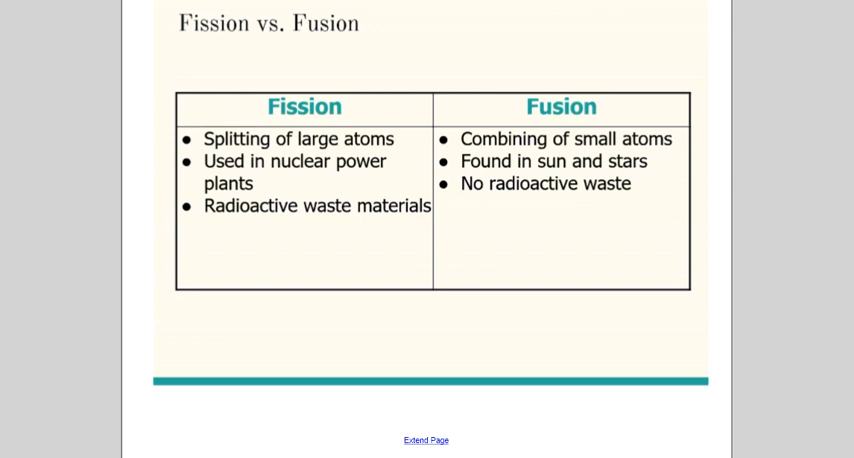 Fission vs. Fusion
Fission
● Splitting of large atoms
● Used in nuclear power
plants
● Radioactive waste materials
Fusion
● Combining of small atoms
● Found in sun and stars
● No radioactive waste
Extend Page